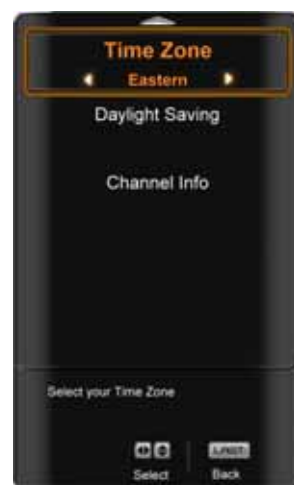 Time Zone
Eastern
Daylight Saving
Channel Info
Select your Time Zone
Select Back